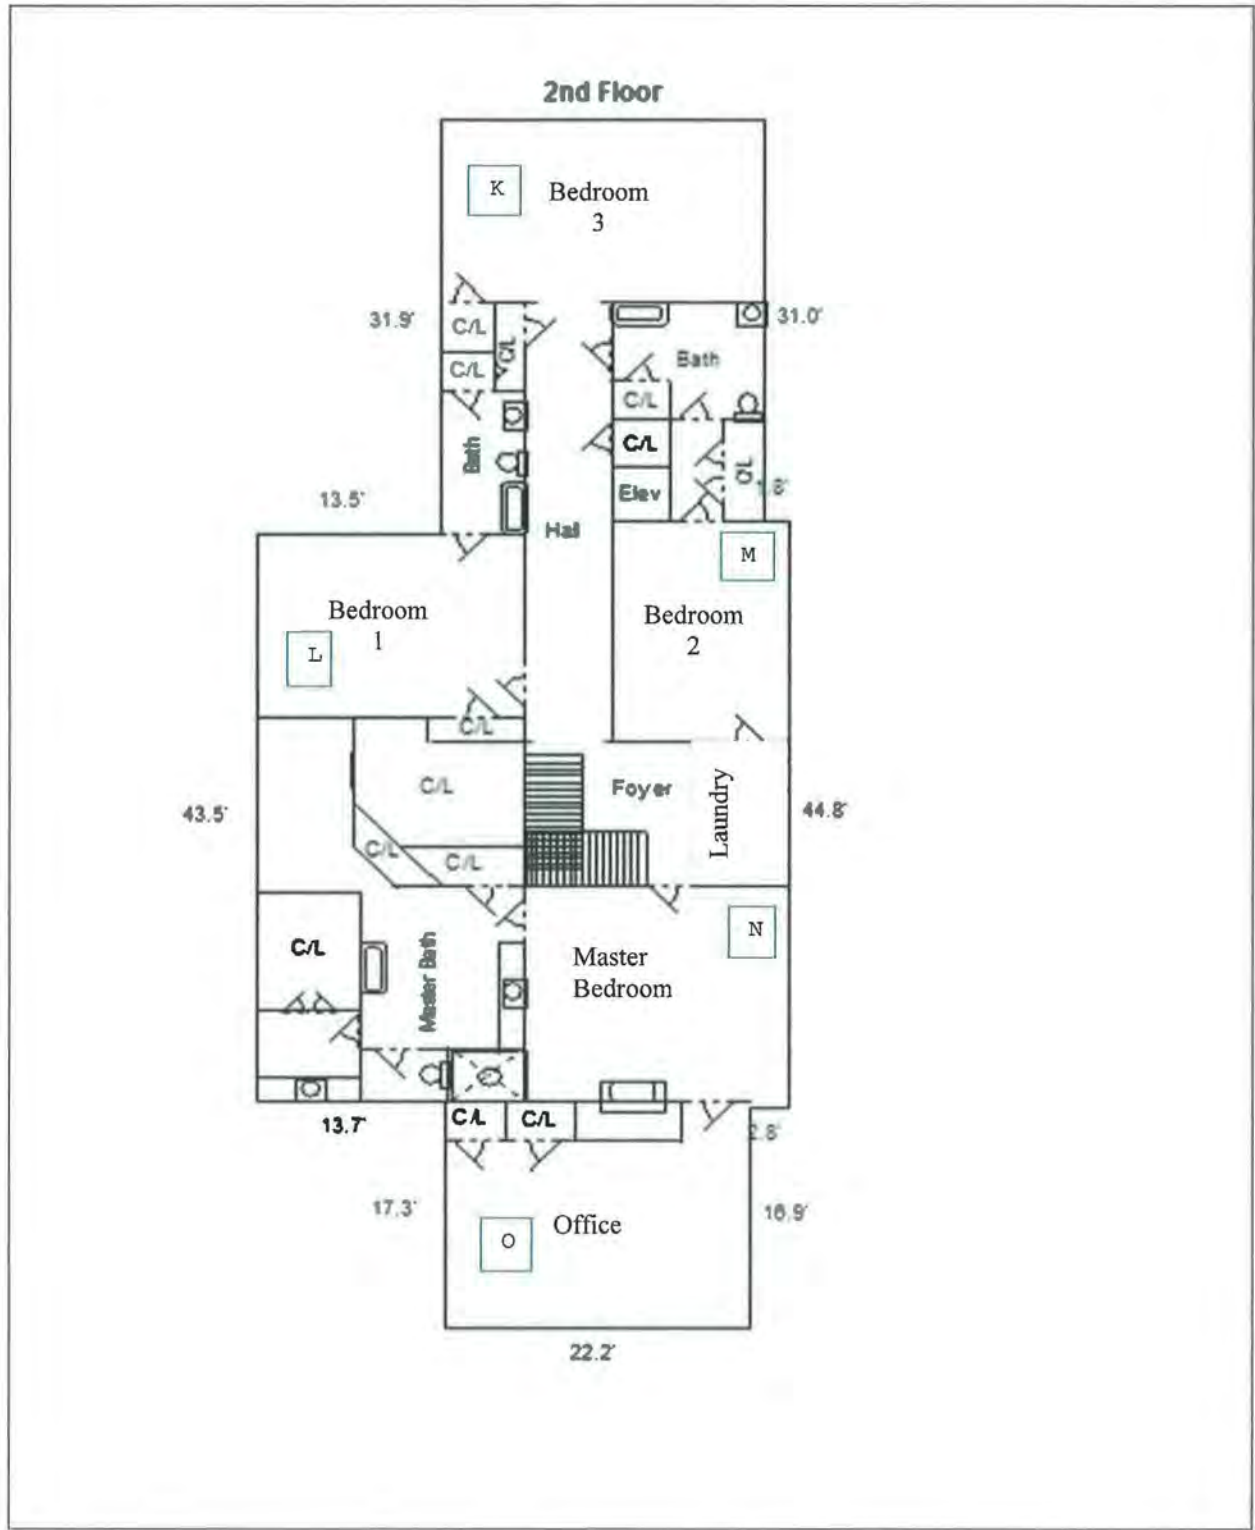 2nd Floor
K
Bedroom
3
31.9'
31.0'
C/L
C/L
C/L
Bath
C/L
C/L
C/L
Elev
Bath
13.5'
Hall
M
Bedroom
1
L
Bedroom
2
C/L
C/L
Foyer
Laundry
43.5'
44.8'
C/L
C/L
N
C/L
Master Bath
Master
Bedroom
13.7'
C/L
C/L
2.8'
17.3'
16.9'
O
Office
22.2'